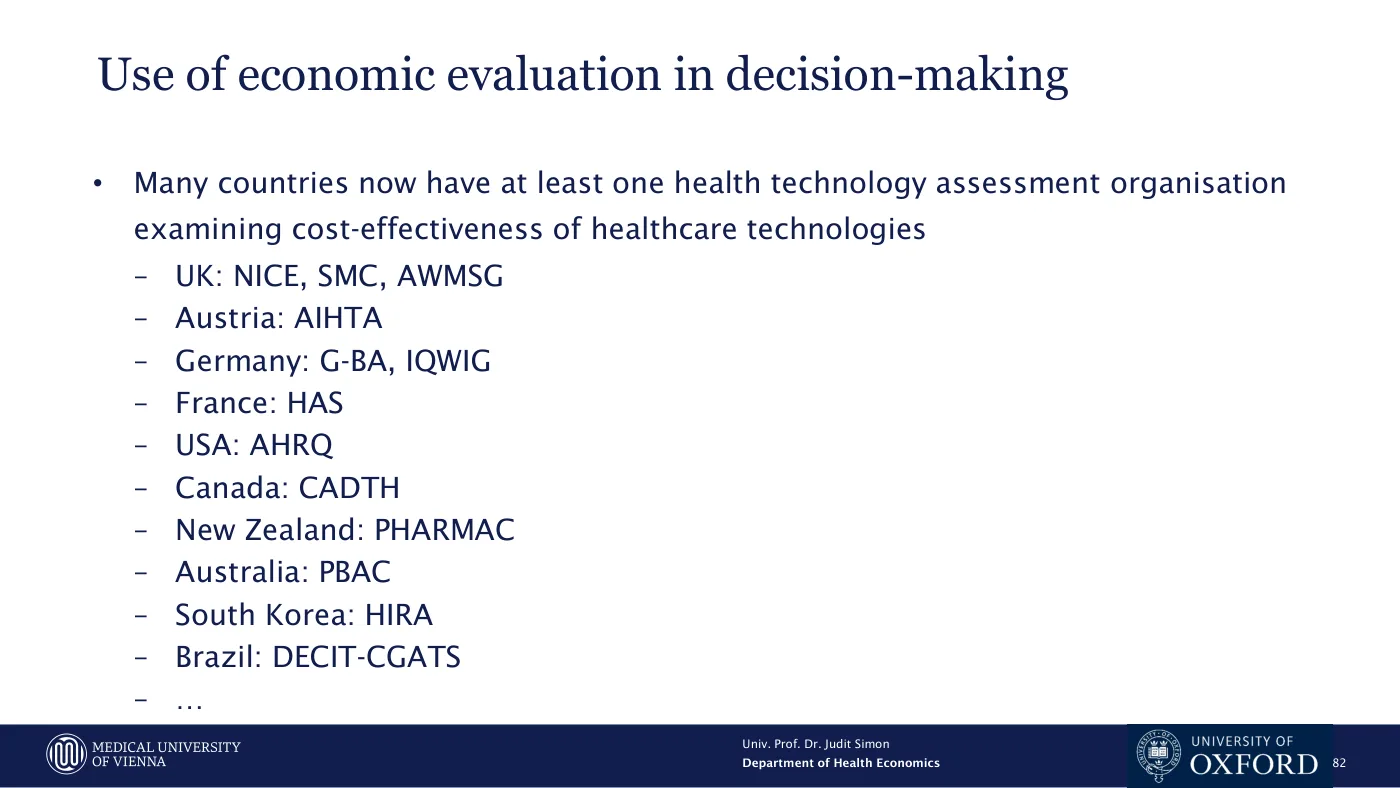 Use of economic evaluation in decision-making
• Many countries now have at least one health technology assessment organisation
examining cost-effectiveness of healthcare technologies
– UK: NICE, SMC, AWMSG
– Austria: AIHTA
– Germany: G-BA, IQWIG
– France: HAS
– USA: AHRQ
– Canada: CADTH
– New Zealand: PHARMAC
– Australia: PBAC
– South Korea: HIRA
– Brazil: DECIT-CGATS
– …
MEDICAL UNIVERSITY
OF VIENNA
Univ. Prof. Dr. Judit Simon
Department of Health Economics
UNIVERSITY OF
OXFORD
82